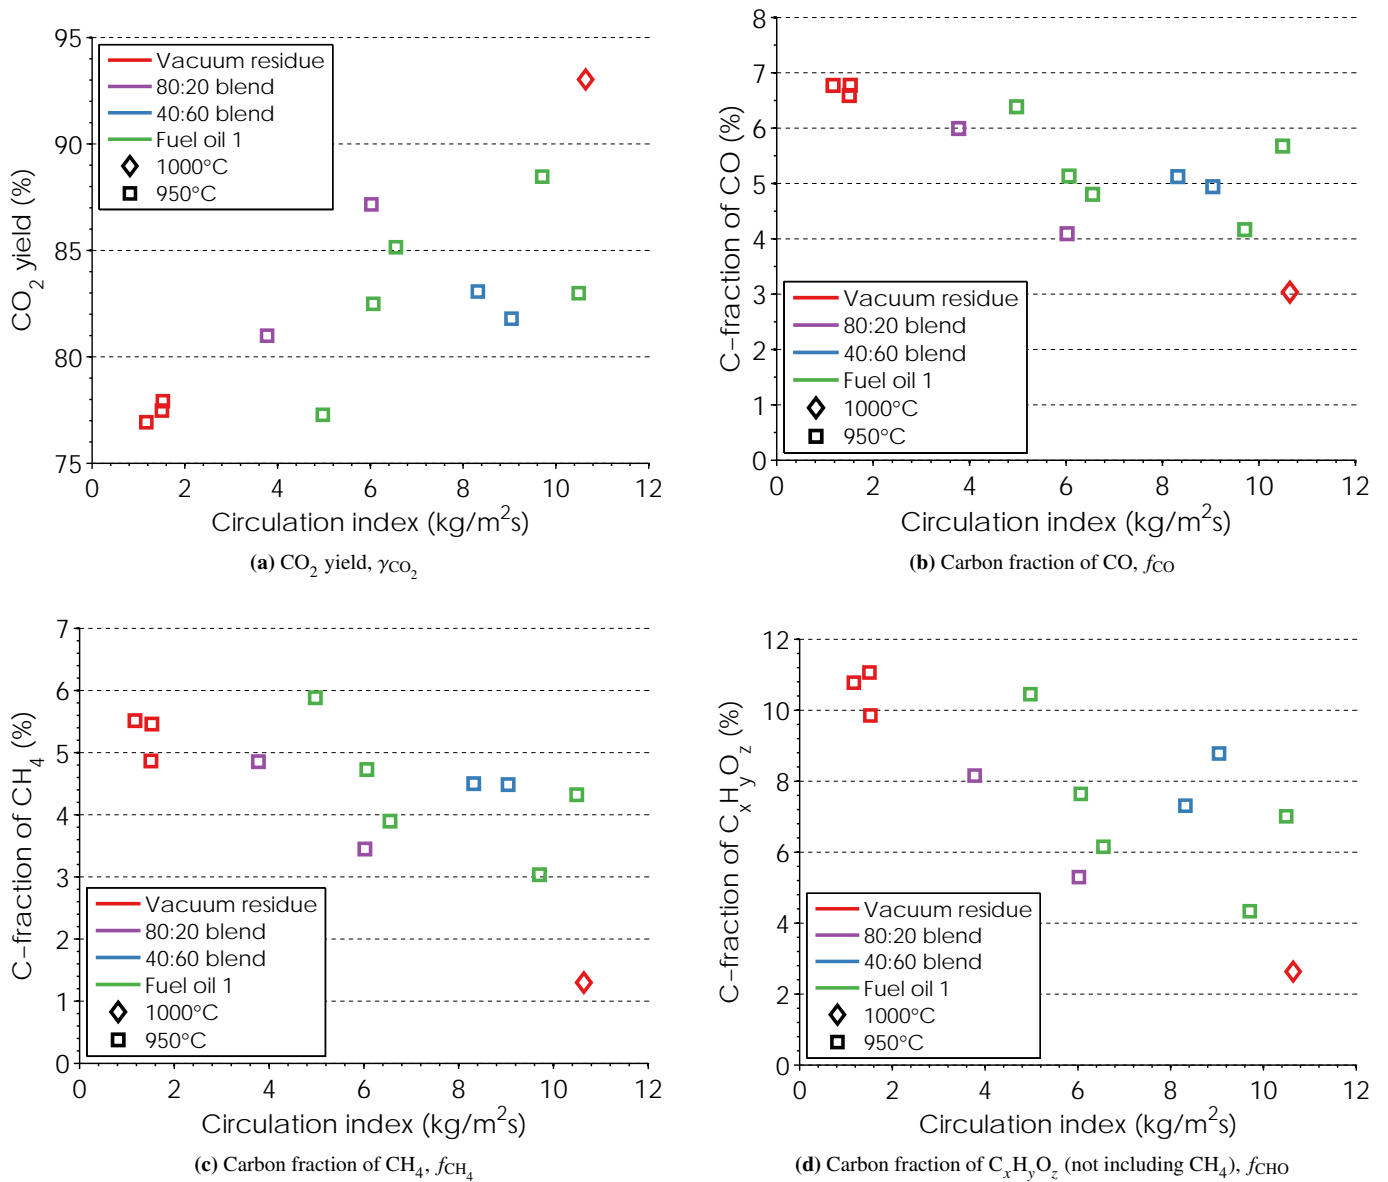 95
90
85
80
75
CO2 yield (%)
Vacuum residue
80:20 blend
40:60 blend
Fuel oil 1
1000°C
950°C
0 2 4 6 8 10 12
Circulation index (kg/m²s)
(a) CO₂ yield, γCO₂
8
7
6
5
4
3
2
1
0
C−fraction of CO (%)
Vacuum residue
80:20 blend
40:60 blend
Fuel oil 1
1000°C
950°C
0 2 4 6 8 10 12
Circulation index (kg/m²s)
(b) Carbon fraction of CO, fCO
7
6
5
4
3
2
1
0
C−fraction of CH₄ (%)
Vacuum residue
80:20 blend
40:60 blend
Fuel oil 1
1000°C
950°C
0 2 4 6 8 10 12
Circulation index (kg/m²s)
(c) Carbon fraction of CH₄, fCH₄
12
10
8
6
4
2
0
C−fraction of CxHyOz (%)
Vacuum residue
80:20 blend
40:60 blend
Fuel oil 1
1000°C
950°C
0 2 4 6 8 10 12
Circulation index (kg/m²s)
(d) Carbon fraction of CxHyOz (not including CH₄), fCHO